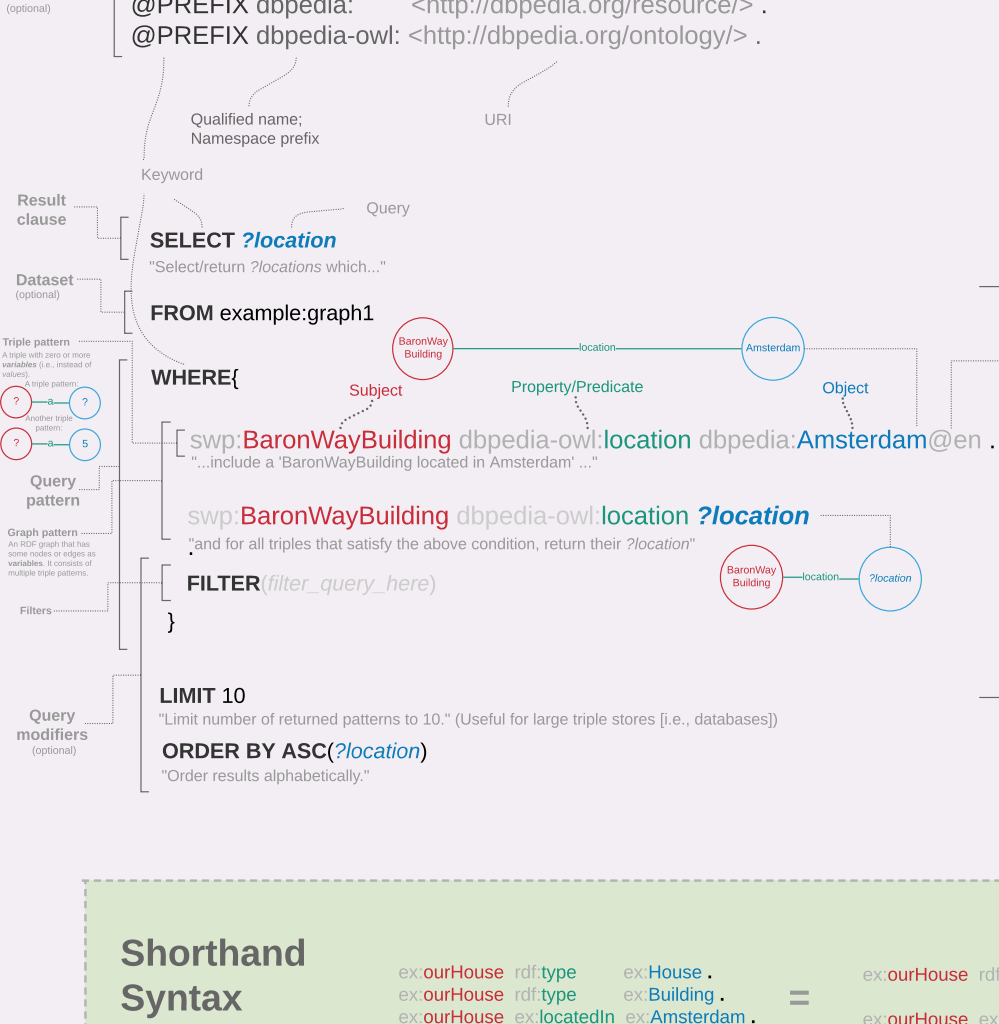 (optional)
@PREFIX dbpedia: <http://dbpedia.org/resource/> .
@PREFIX dbpedia-owl: <http://dbpedia.org/ontology/> .
Qualified name;
Namespace prefix
URI
Keyword
Result
clause
Query
SELECT ?location
"Select/return ?locations which..."
Dataset
(optional)
FROM example:graph1
Triple pattern
A triple with zero or more
variables (i.e., instead of
values).
A triple pattern:
? a ?
Another triple
pattern:
? a 5
BaronWay
Building
location
Amsterdam
WHERE{
Subject
Property/Predicate
Object
swp:BaronWayBuilding dbpedia-owl:location dbpedia:Amsterdam@en .
"...include a 'BaronWayBuilding located in Amsterdam' ..."
Query
pattern
swp:BaronWayBuilding dbpedia-owl:location ?location
.
"and for all triples that satisfy the above condition, return their ?location"
Graph pattern
An RDF graph that has
some nodes or edges as
variables. It consists of
multiple triple patterns.
BaronWay
Building
location
?location
FILTER(filter_query_here)
Filters
}
LIMIT 10
"Limit number of returned patterns to 10." (Useful for large triple stores [i.e., databases])
Query
modifiers
(optional)
ORDER BY ASC(?location)
"Order results alphabetically."
Shorthand
Syntax
ex:ourHouse rdf:type ex:House .
ex:ourHouse rdf:type ex:Building .
ex:ourHouse ex:locatedIn ex:Amsterdam .
=
ex:ourHouse rdf
ex:ourHouse ex